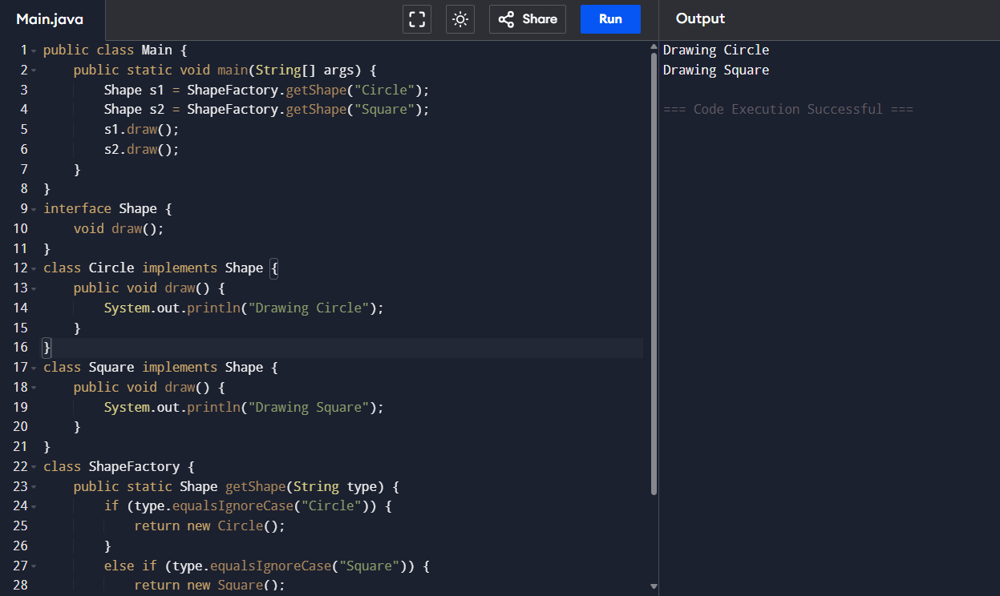 Main.java
Share
Run
Output
1 public class Main {
2     public static void main(String[] args) {
3         Shape s1 = ShapeFactory.getShape("Circle");
4         Shape s2 = ShapeFactory.getShape("Square");
5         s1.draw();
6         s2.draw();
7     }
8 }
9 interface Shape {
10     void draw();
11 }
12 class Circle implements Shape {
13     public void draw() {
14         System.out.println("Drawing Circle");
15     }
16 }
17 class Square implements Shape {
18     public void draw() {
19         System.out.println("Drawing Square");
20     }
21 }
22 class ShapeFactory {
23     public static Shape getShape(String type) {
24         if (type.equalsIgnoreCase("Circle")) {
25             return new Circle();
26         }
27         else if (type.equalsIgnoreCase("Square")) {
28             return new Square();
Drawing Circle
Drawing Square
=== Code Execution Successful ===